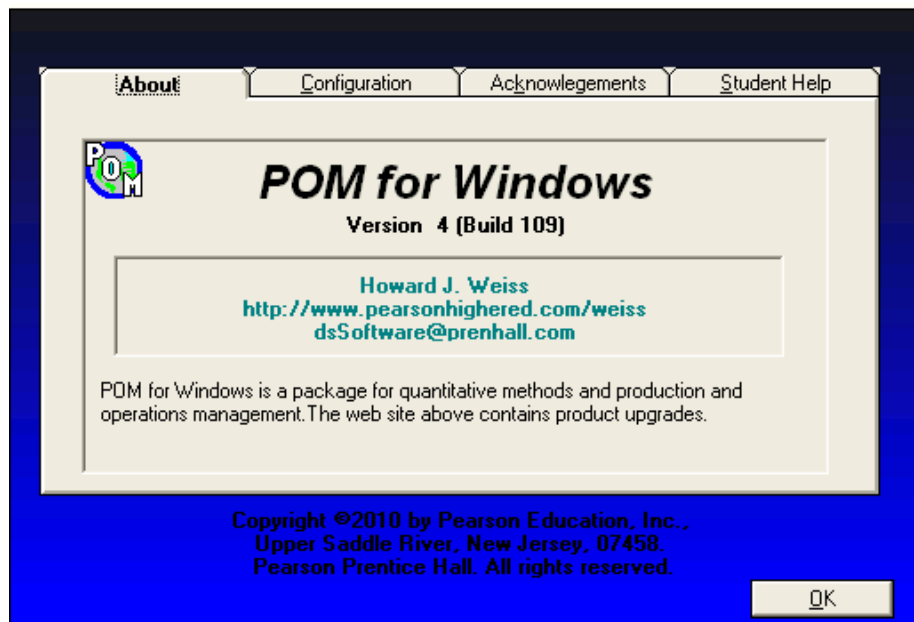 About Configuration Acknowlegements Student Help
POM
POM for Windows
Version 4 (Build 109)
Howard J. Weiss
http://www.pearsonhighered.com/weiss
dsSoftware@prenhall.com
POM for Windows is a package for quantitative methods and production and
operations management.The web site above contains product upgrades.
Copyright ©2010 by Pearson Education, Inc.,
Upper Saddle River, New Jersey, 07458.
Pearson Prentice Hall. All rights reserved.
OK